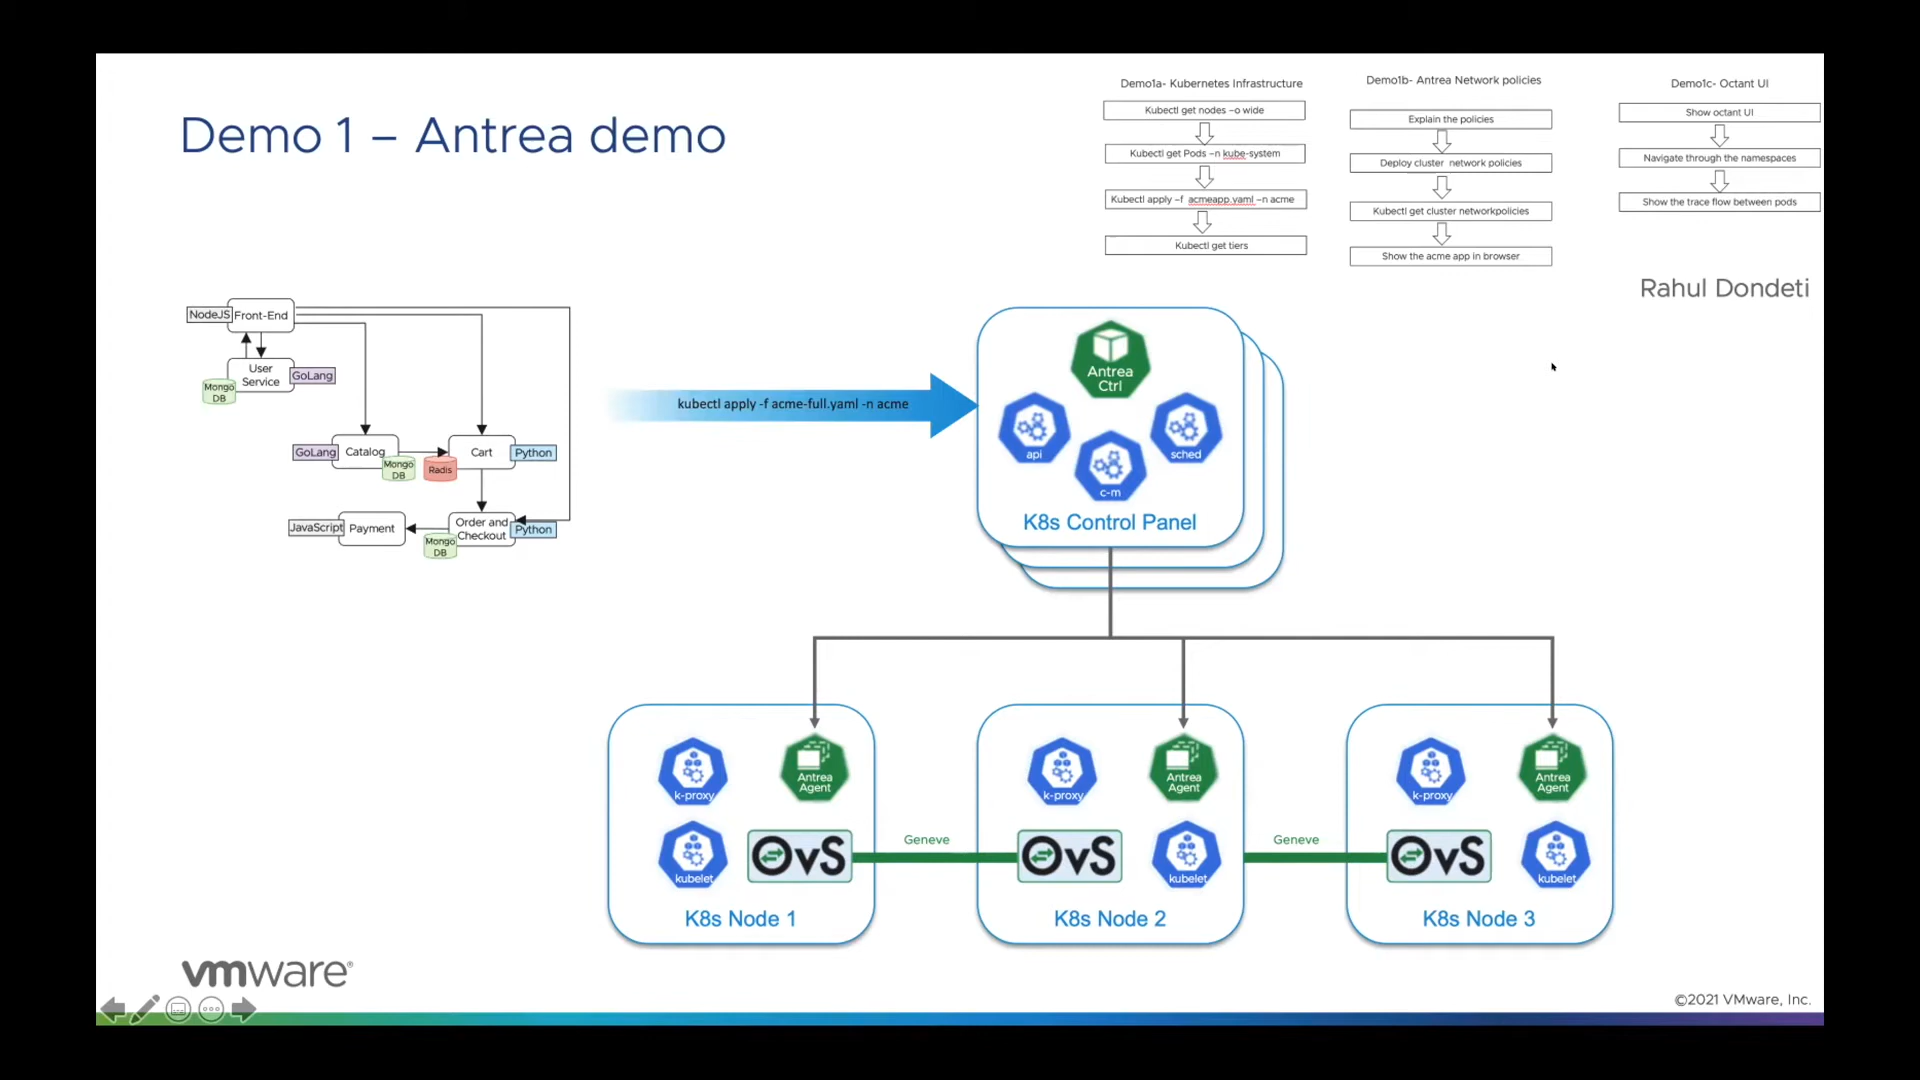 Demo 1 – Antrea demo
Demo1a- Kubernetes Infrastructure
Kubectl get nodes –o wide
Kubectl get Pods –n kube-system
Kubectl apply –f acmeapp.yaml –n acme
Kubectl get tiers
Demo1b- Antrea Network policies
Explain the policies
Deploy cluster network policies
Kubectl get cluster networkpolicies
Show the acme app in browser
Demo1c- Octant UI
Show octant UI
Navigate through the namespaces
Show the trace flow between pods
Rahul Dondeti
NodeJS
Front-End
User
Service
GoLang
Mongo
DB
GoLang
Catalog
Mongo
DB
Redis
Cart
Python
JavaScript
Payment
Order and
Checkout
Python
Mongo
DB
kubectl apply -f acme-full.yaml -n acme
Antrea
Ctrl
api
sched
c-m
K8s Control Panel
k-proxy
Antrea
Agent
kubelet
OvS
K8s Node 1
Geneve
k-proxy
Antrea
Agent
OvS
kubelet
K8s Node 2
Geneve
k-proxy
Antrea
Agent
OvS
kubelet
K8s Node 3
vmware®
©2021 VMware, Inc.